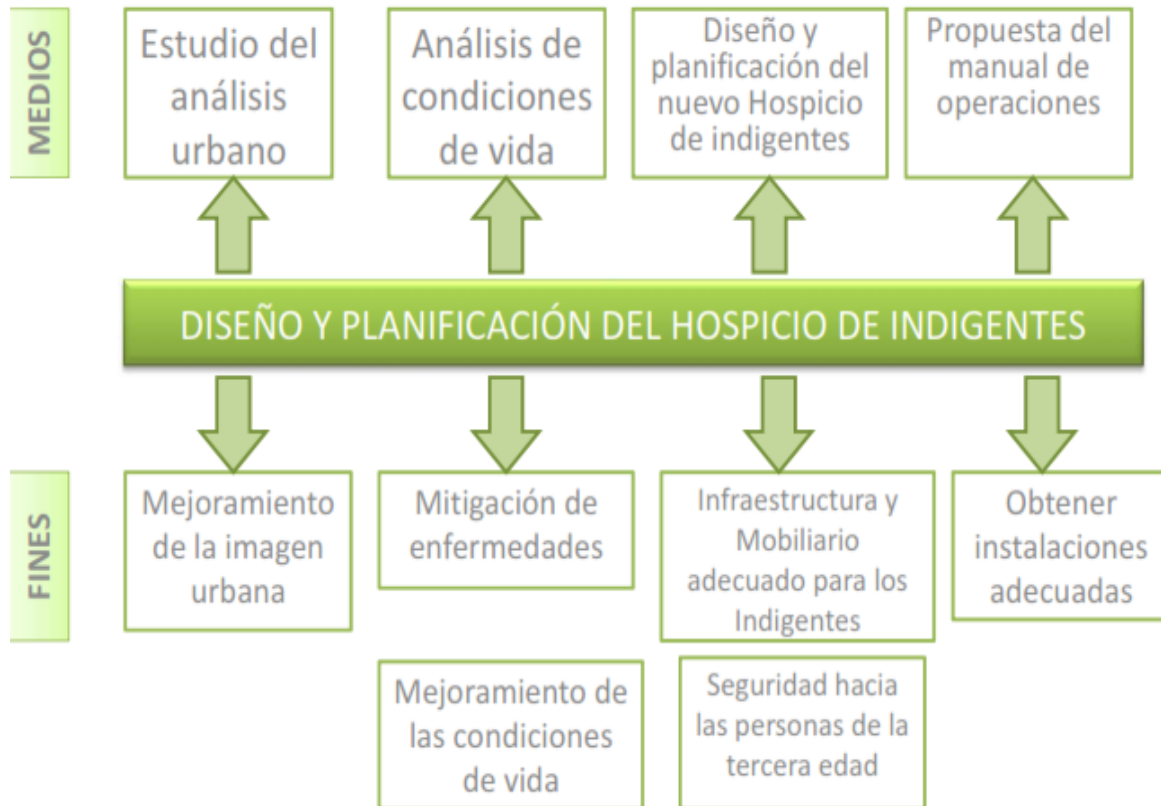 MEDIOS
Estudio del
análisis
urbano
Análisis de
condiciones
de vida
Diseño y
planificación del
nuevo Hospicio
de indigentes
Propuesta del
manual de
operaciones
DISEÑO Y PLANIFICACIÓN DEL HOSPICIO DE INDIGENTES
FINES
Mejoramiento
de la imagen
urbana
Mitigación de
enfermedades
Infraestructura y
Mobiliario
adecuado para los
Indigentes
Obtener
instalaciones
adecuadas
Mejoramiento de
las condiciones
de vida
Seguridad hacia
las personas de la
tercera edad